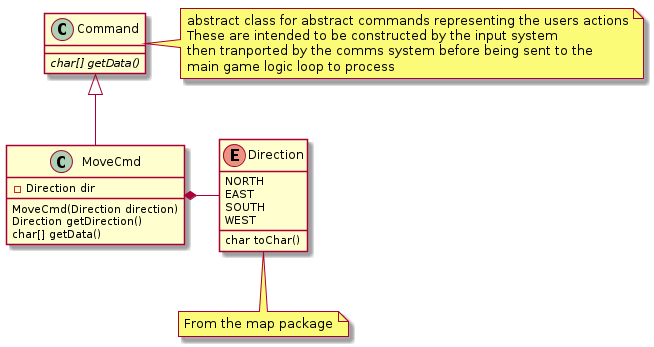 C Command
char[] getData()
abstract class for abstract commands representing the users actions
These are intended to be constructed by the input system
then tranported by the comms system before being sent to the
main game logic loop to process
C MoveCmd
Direction dir
MoveCmd(Direction direction)
Direction getDirection()
char[] getData()
E Direction
NORTH
EAST
SOUTH
WEST
char toChar()
From the map package